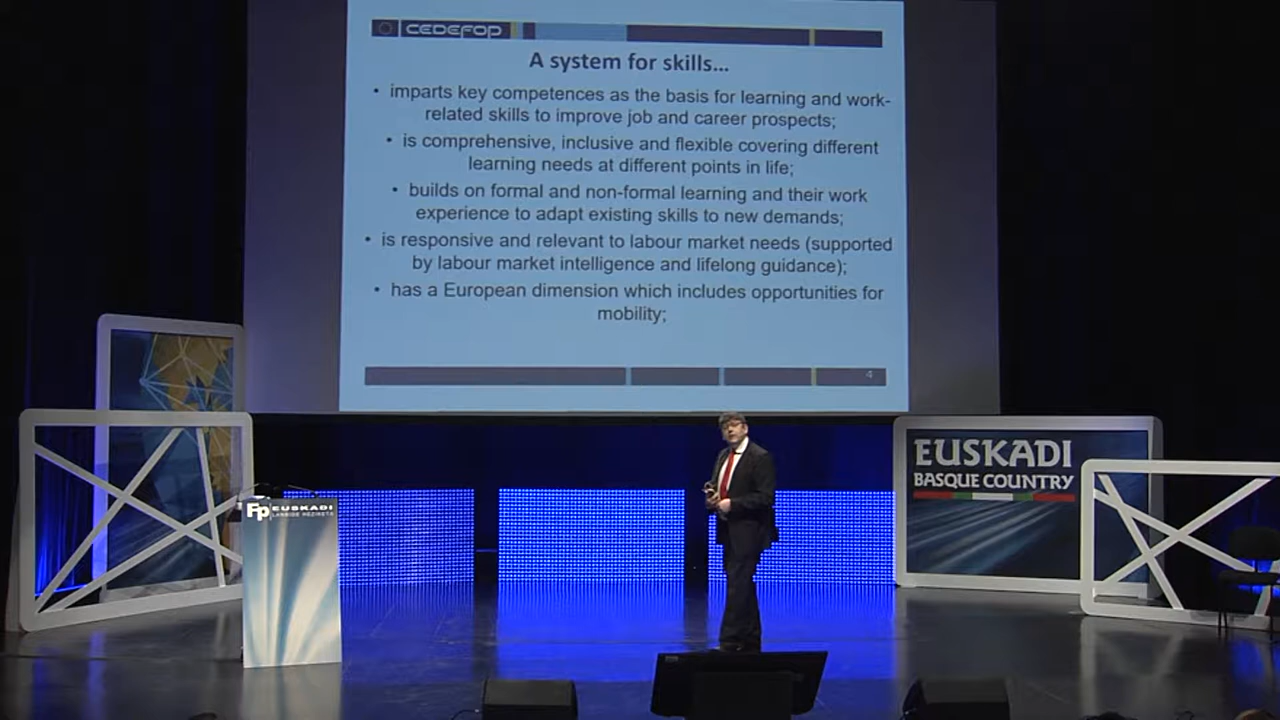 CEDEFOP
A system for skills…
• imparts key competences as the basis for learning and work-
related skills to improve job and career prospects;
• is comprehensive, inclusive and flexible covering different
learning needs at different points in life;
• builds on formal and non-formal learning and their work
experience to adapt existing skills to new demands;
• is responsive and relevant to labour market needs (supported
by labour market intelligence and lifelong guidance);
• has a European dimension which includes opportunities for
mobility;
4
EUSKADI
BASQUE COUNTRY
Fp EUSKADI
LANBIDE HEZIKETA